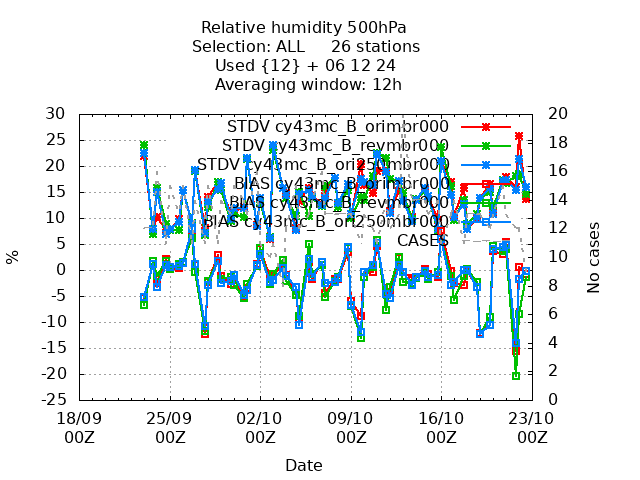 Relative humidity 500hPa
Selection: ALL 26 stations
Used {12} + 06 12 24
Averaging window: 12h
STDV cy43mc_B_orimbr000
STDV cy43mc_B_revmbr000
STDV cy43mc_B_ori250mbr000
BIAS cy43mc_B_orimbr000
BIAS cy43mc_B_revmbr000
BIAS cy43mc_B_ori250mbr000
CASES
30
25
20
15
10
5
0
-5
-10
-15
-20
-25
%
20
18
16
14
12
10
8
6
4
2
0
No cases
18/09 25/09 02/10 09/10 16/10 23/10
00Z 00Z 00Z 00Z 00Z 00Z
Date